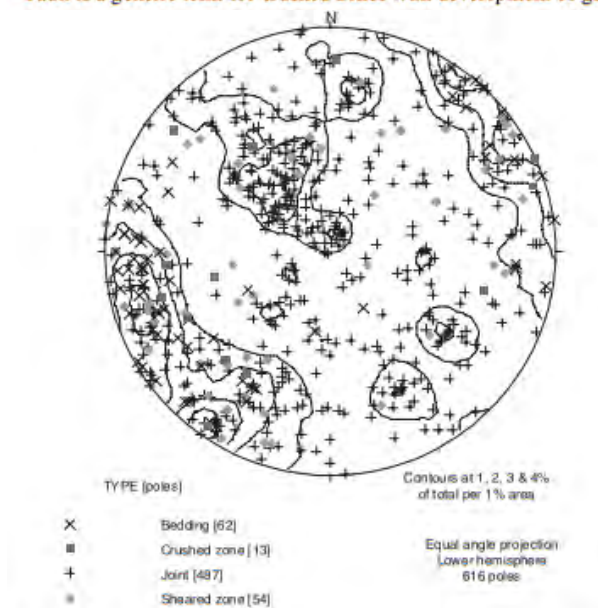 N
TYPE (poles)
Contours at 1, 2, 3 & 4%
of total per 1% area
Bedding [62]
Crushed zone [13]
Equal angle projection
Joint [487]
Lower hemisphere
616 poles
Sheared zone [54]